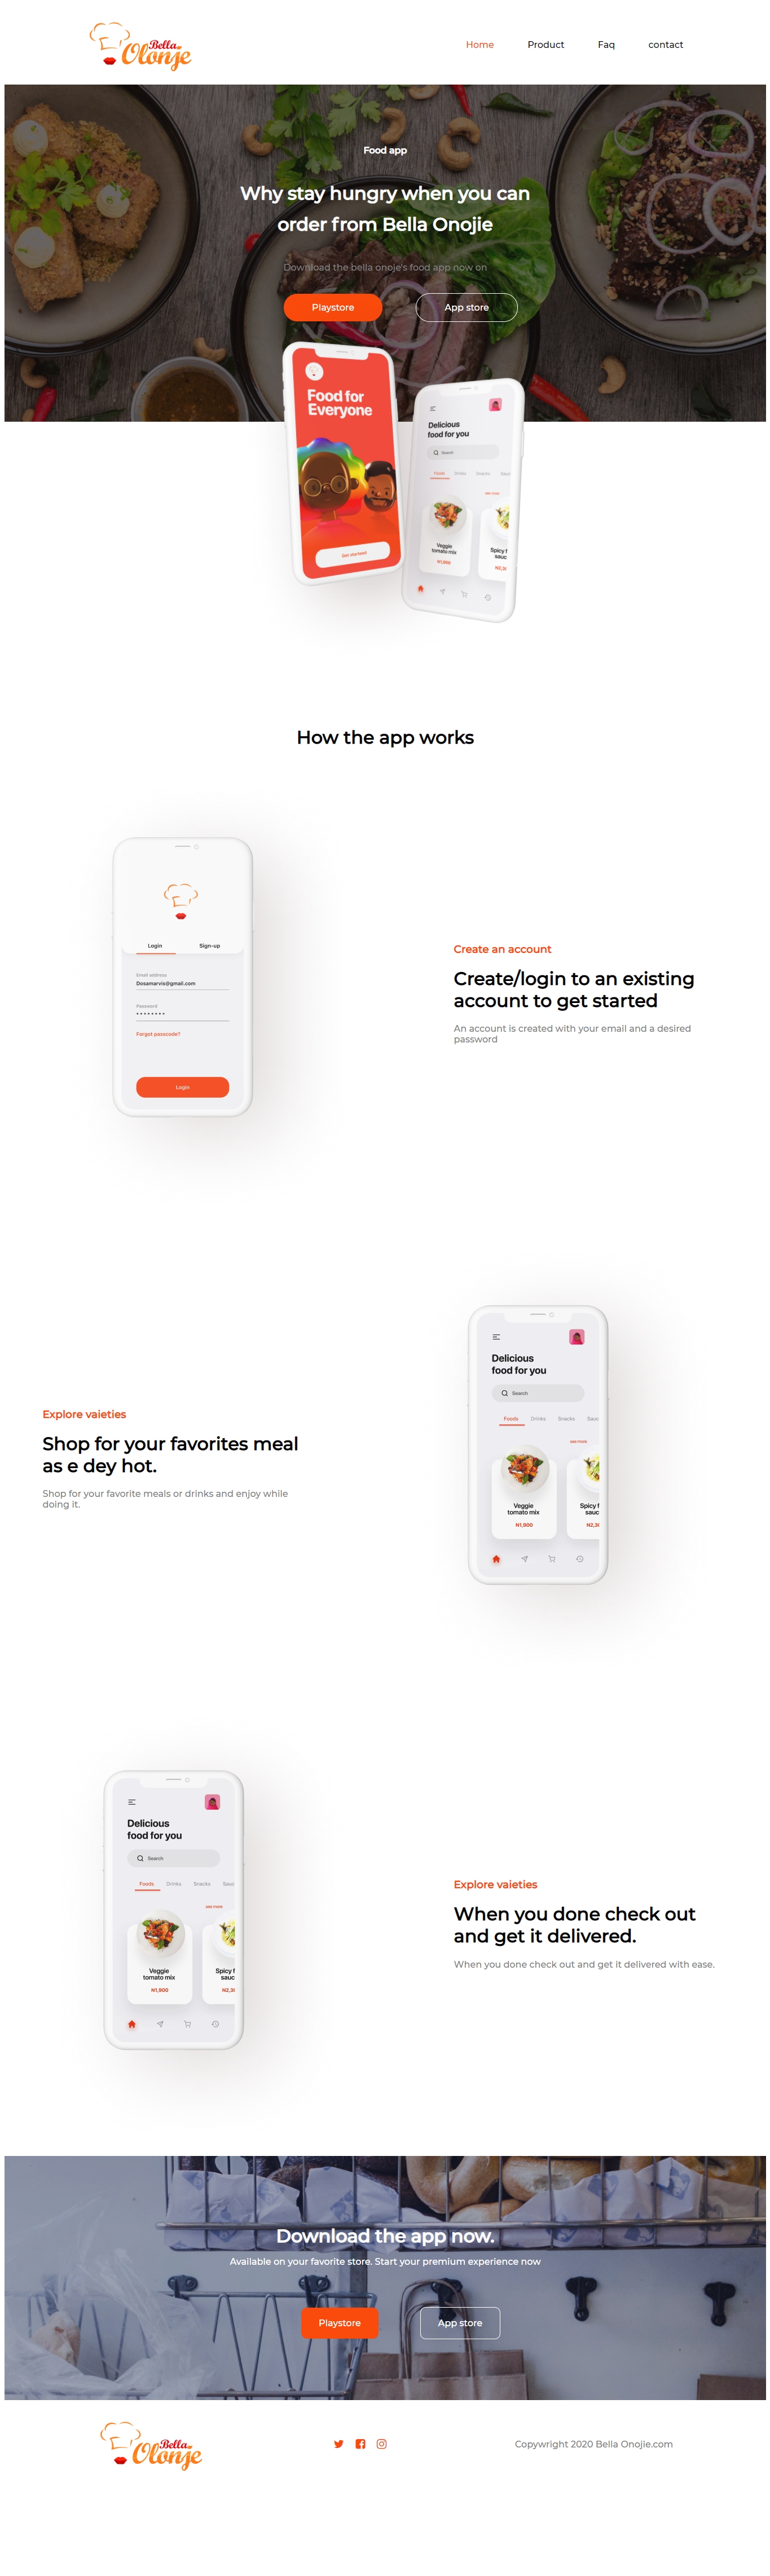 Bella
Olonje
Home
Product
Faq
contact
Food app
Why stay hungry when you can
order from Bella Onojie
Download the bella onoje's food app now on
Playstore
App store
Food for
Everyone
Get started
Delicious
food for you
Search
Foods
Drinks
Snacks
Sauc
see more
Veggie
tomato mix
N1,900
Spicy f
sauc
N2,3
How the app works
Login
Sign-up
Email address
Dosamarvis@gmail.com
Password
Forgot passcode?
Login
Create an account
Create/login to an existing
account to get started
An account is created with your email and a desired
password
Explore vaieties
Shop for your favorites meal
as e dey hot.
Shop for your favorite meals or drinks and enjoy while
doing it.
Delicious
food for you
Search
Foods
Drinks
Snacks
Sauc
see more
Veggie
tomato mix
N1,900
Spicy f
sauc
N2,3
Delicious
food for you
Search
Foods
Drinks
Snacks
Sauc
see more
Veggie
tomato mix
N1,900
Spicy f
sauc
N2,3
Explore vaieties
When you done check out
and get it delivered.
When you done check out and get it delivered with ease.
Download the app now.
Available on your favorite store. Start your premium experience now
Playstore
App store
Bella
Olonje
Copywright 2020 Bella Onojie.com